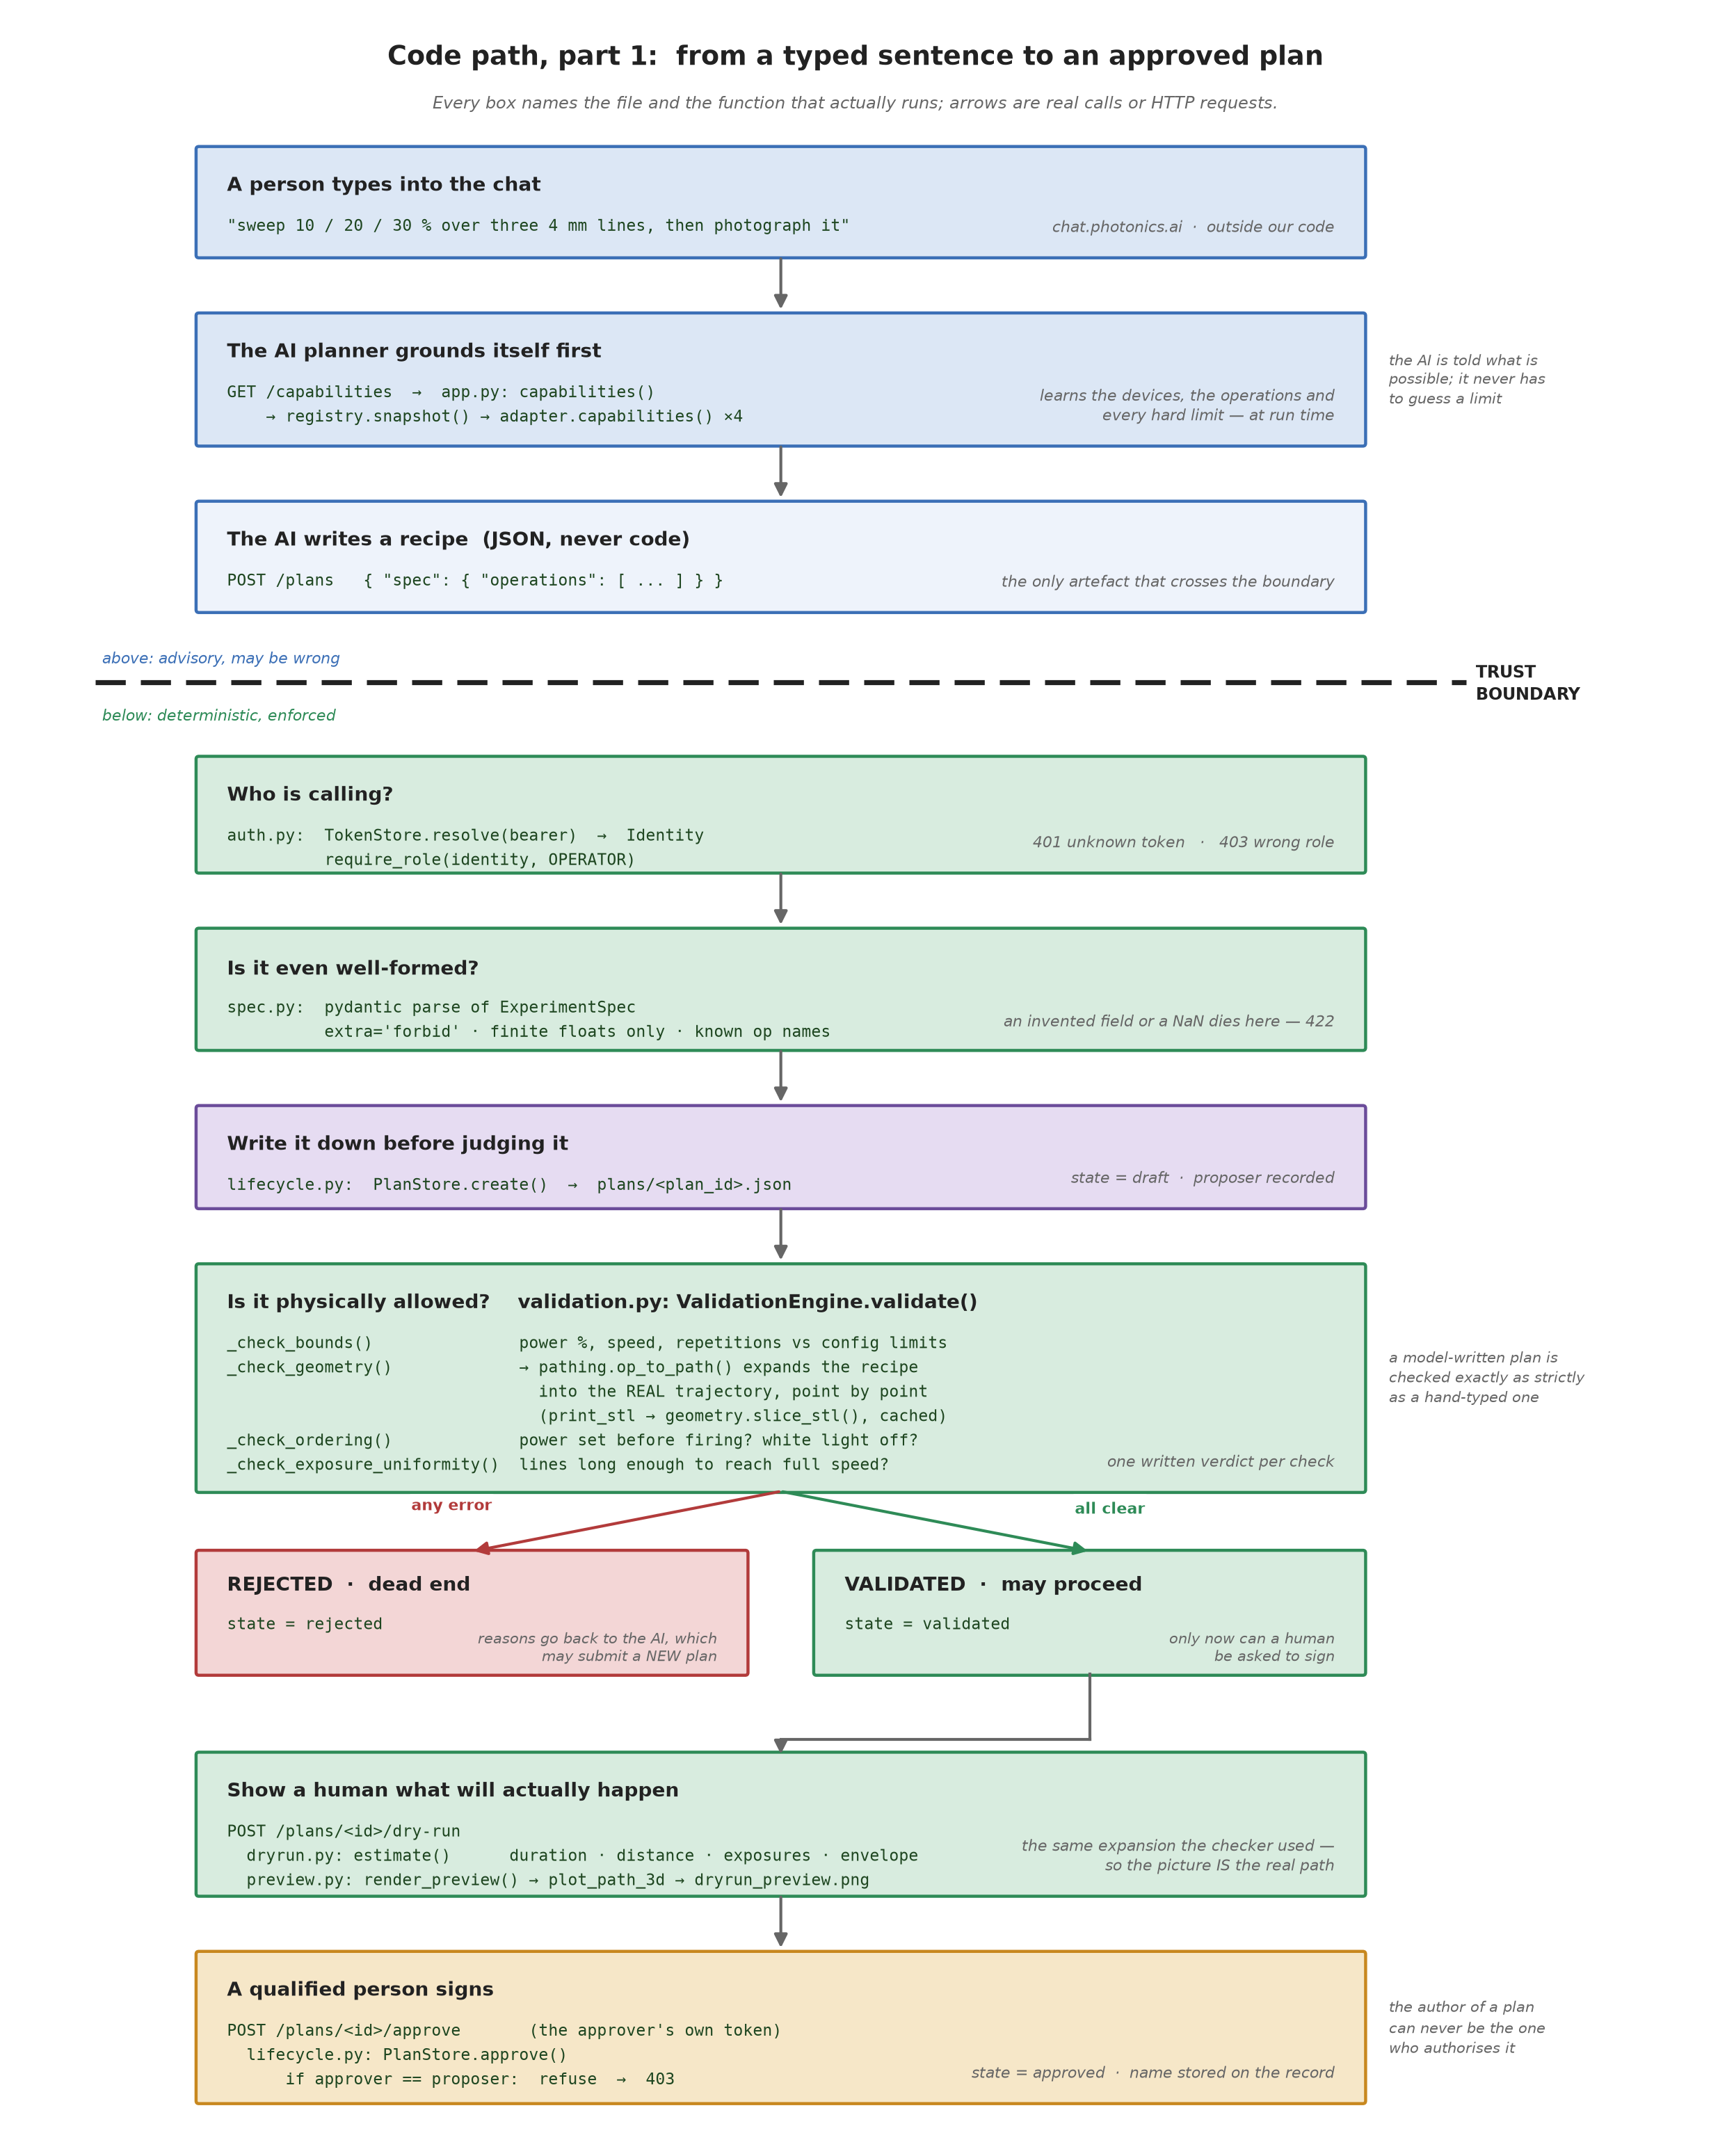 Code path, part 1:  from a typed sentence to an approved plan
Every box names the file and the function that actually runs; arrows are real calls or HTTP requests.
A person types into the chat
"sweep 10 / 20 / 30 % over three 4 mm lines, then photograph it"
chat.photonics.ai  ·  outside our code
The AI planner grounds itself first
GET /capabilities  →  app.py: capabilities()
→ registry.snapshot() → adapter.capabilities() ×4
learns the devices, the operations and
every hard limit — at run time
the AI is told what is
possible; it never has
to guess a limit
The AI writes a recipe  (JSON, never code)
POST /plans   { "spec": { "operations": [ ... ] } }
the only artefact that crosses the boundary
above: advisory, may be wrong
TRUST
BOUNDARY
below: deterministic, enforced
Who is calling?
auth.py:  TokenStore.resolve(bearer)  →  Identity
require_role(identity, OPERATOR)
401 unknown token   ·   403 wrong role
Is it even well-formed?
spec.py:  pydantic parse of ExperimentSpec
extra='forbid' · finite floats only · known op names
an invented field or a NaN dies here — 422
Write it down before judging it
lifecycle.py:  PlanStore.create()  →  plans/<plan_id>.json
state = draft  ·  proposer recorded
Is it physically allowed?    validation.py: ValidationEngine.validate()
_check_bounds()               power %, speed, repetitions vs config limits
_check_geometry()             → pathing.op_to_path() expands the recipe
into the REAL trajectory, point by point
(print_stl → geometry.slice_stl(), cached)
_check_ordering()             power set before firing? white light off?
_check_exposure_uniformity()  lines long enough to reach full speed?
one written verdict per check
a model-written plan is
checked exactly as strictly
as a hand-typed one
any error
all clear
REJECTED  ·  dead end
state = rejected
reasons go back to the AI, which
may submit a NEW plan
VALIDATED  ·  may proceed
state = validated
only now can a human
be asked to sign
Show a human what will actually happen
POST /plans/<id>/dry-run
dryrun.py: estimate()      duration · distance · exposures · envelope
preview.py: render_preview() → plot_path_3d → dryrun_preview.png
the same expansion the checker used —
so the picture IS the real path
A qualified person signs
POST /plans/<id>/approve       (the approver's own token)
lifecycle.py: PlanStore.approve()
if approver == proposer:  refuse  →  403
state = approved  ·  name stored on the record
the author of a plan
can never be the one
who authorises it